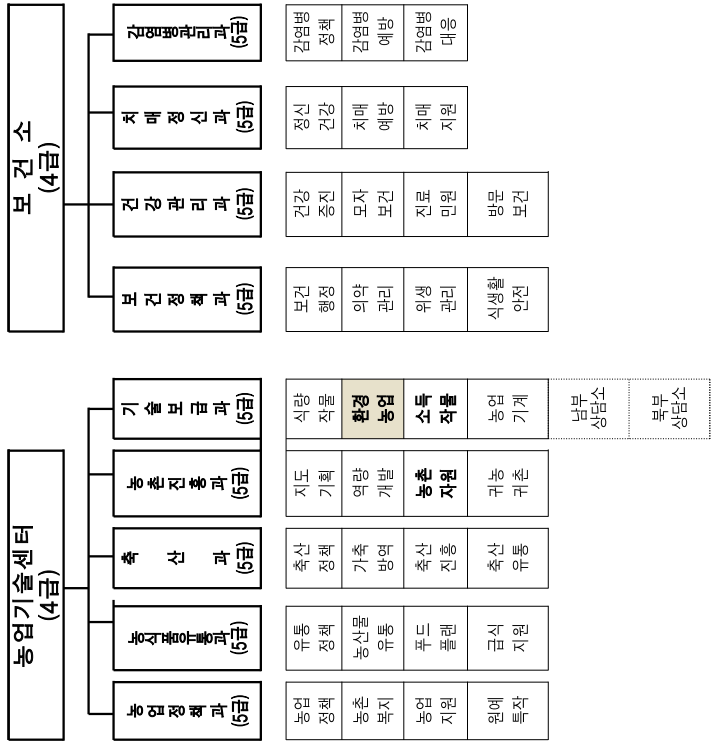 농업기술센터
(4급)
농업정책과
(5급)
농업
정책
농촌
복지
농업
지원
원예
특작
농식품유통과
(5급)
유통
정책
농산물
유통
푸드
플랜
급식
지원
축 산 과
(5급)
축산
정책
가축
방역
축산
진흥
축산
유통
농촌진흥과
(5급)
지도
기획
역량
개발
농촌
자원
귀농
귀촌
기술보급과
(5급)
식량
작물
환경
농업
소득
작물
농업
기계
남부
상담소
북부
상담소
보 건 소
(4급)
보건정책과
(5급)
보건
행정
의약
관리
위생
관리
식생활
안전
건강관리과
(5급)
건강
증진
모자
보건
진료
민원
방문
보건
치매정신과
(5급)
정신
건강
치매
예방
치매
지원
감염병관리과
(5급)
감염병
정책
감염병
예방
감염병
대응